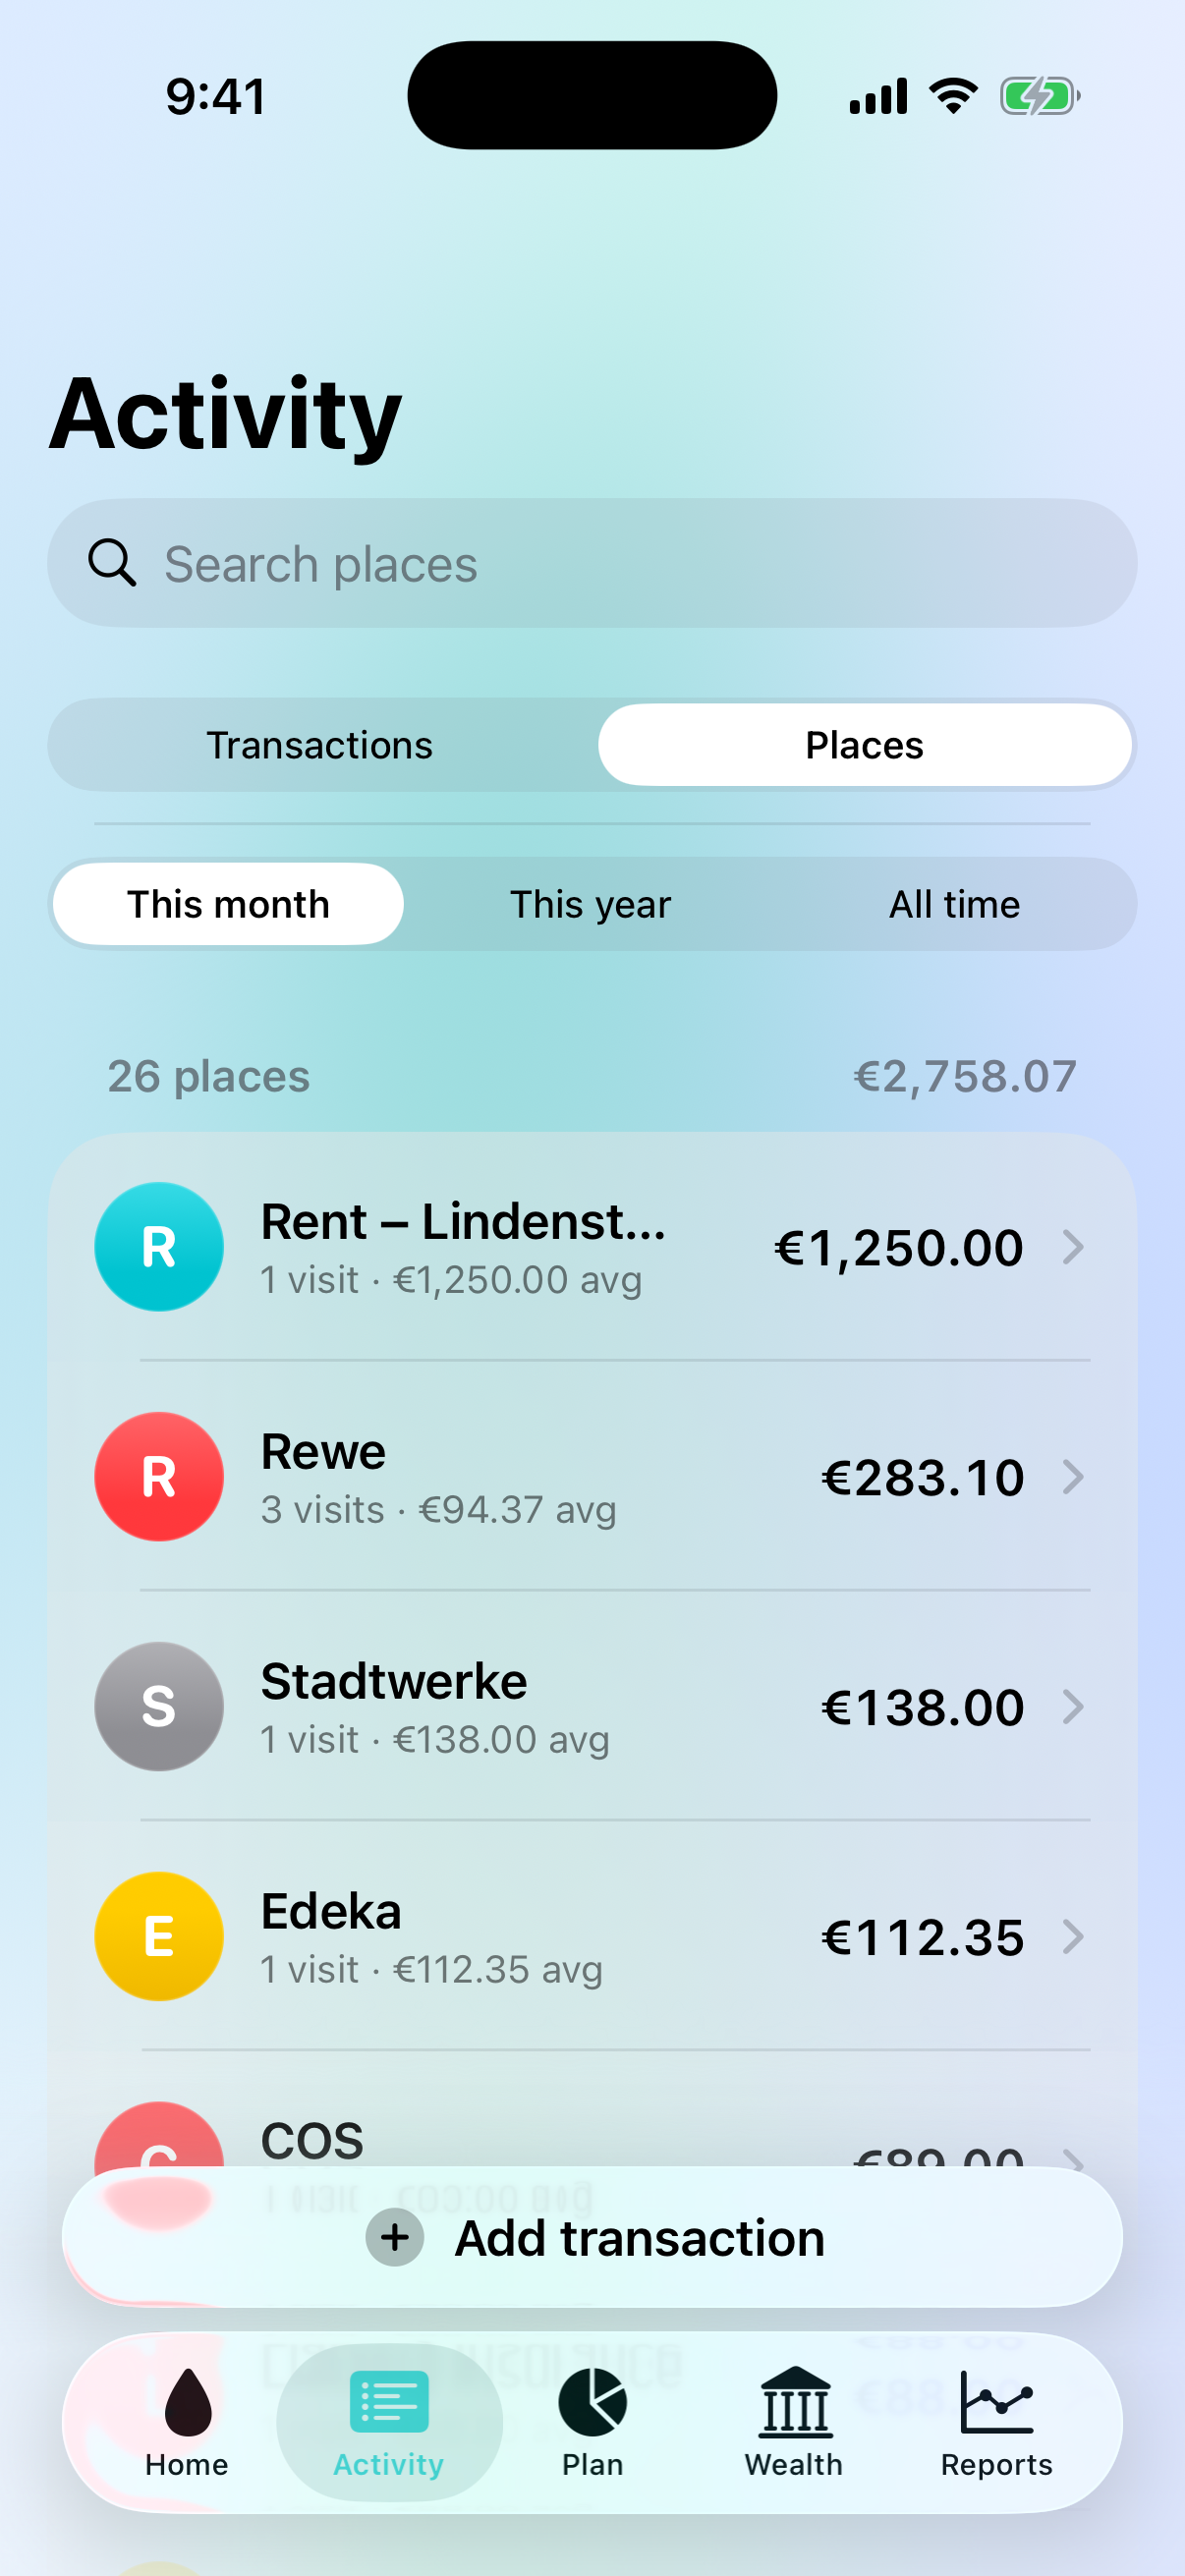 9:41
Activity
Search places
Transactions
Places
This month
This year
All time
26 places
€2,758.07
R
Rent – Lindenst...
€1,250.00
1 visit · €1,250.00 avg
R
Rewe
€283.10
3 visits · €94.37 avg
S
Stadtwerke
€138.00
1 visit · €138.00 avg
E
Edeka
€112.35
1 visit · €112.35 avg
C
COS
€89.00
Add transaction
Home
Activity
Plan
Wealth
Reports